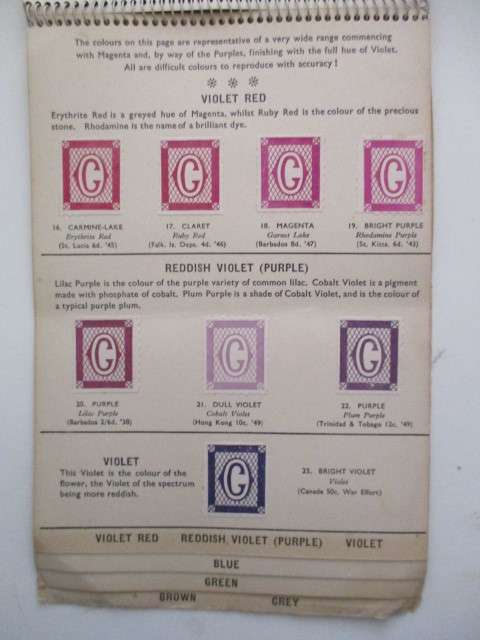 The colours on this page are representative of a very wide range commencing
with Magenta and, by way of the Purples, finishing with the full hue of Violet.
All are difficult colours to reproduce with accuracy !
VIOLET RED
Erythrite Red is a greyed hue of Magenta, whilst Ruby Red is the colour of the precious
stone. Rhodamine is the name of a brilliant dye.
G G G G
16. CARMINE-LAKE
Erythrite Red
(St. Lucia 6d. '45)
17. CLARET
Ruby Red
(Falk. Is. Deps. 4d. '46)
18. MAGENTA
Garnet Lake
(Barbados 8d. '47)
19. BRIGHT PURPLE
Rhodamine Purple
(St. Kitts. 6d. '43)
REDDISH VIOLET (PURPLE)
Lilac Purple is the colour of the purple variety of common lilac. Cobalt Violet is a pigment
made with phosphate of cobalt. Plum Purple is a shade of Cobalt Violet, and is the colour of
a typical purple plum.
G G G
20. PURPLE
Lilac Purple
(Barbados 2/6d. '38)
21. DULL VIOLET
Cobalt Violet
(Hong Kong 10c. '49)
22. PURPLE
Plum Purple
(Trinidad & Tobago 12c. '49)
VIOLET
This Violet is the colour of the
flower, the Violet of the spectrum
being more reddish.
G
23. BRIGHT VIOLET
Violet
(Canada 50c. War Effort)
VIOLET RED REDDISH VIOLET (PURPLE) VIOLET
BLUE
GREEN
BROWN GREY